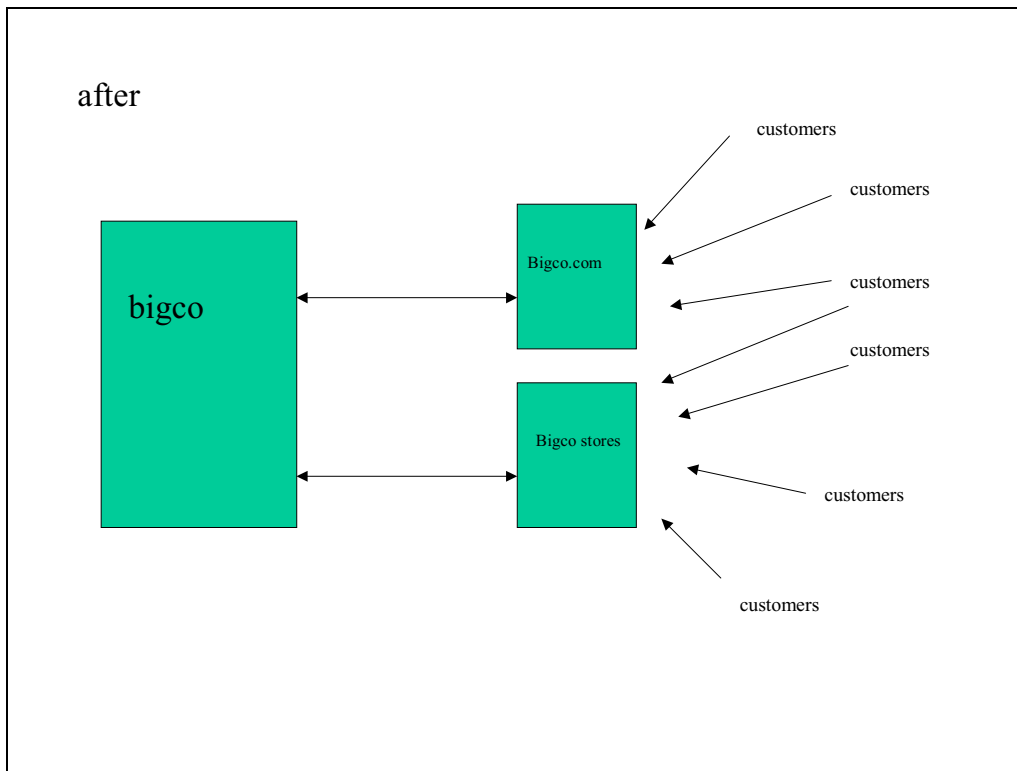 after
customers
customers
Bigco.com
customers
bigco
customers
Bigco stores
customers
customers